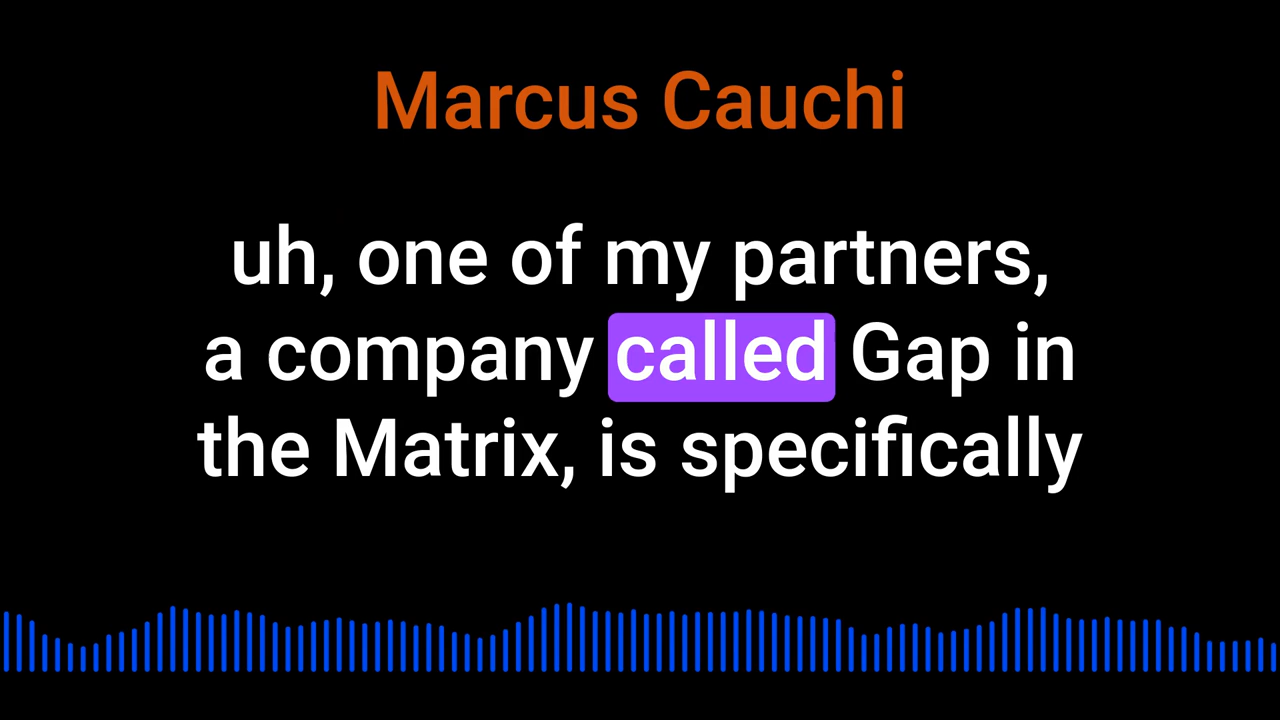 Marcus Cauchi
uh, one of my partners,
a company called Gap in
the Matrix, is specifically